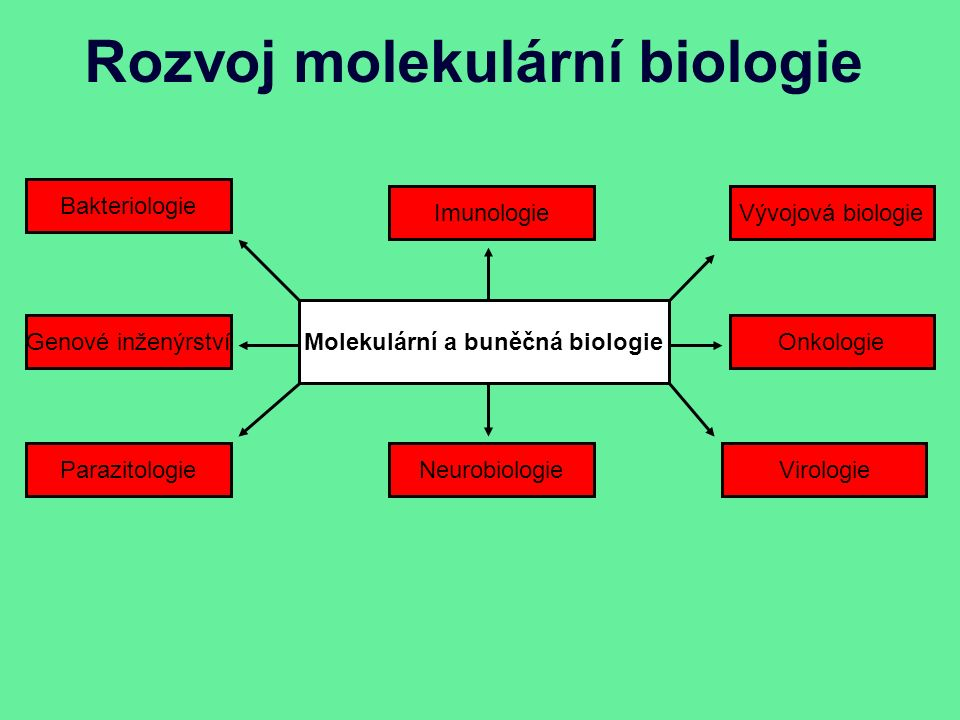 Rozvoj molekulární biologie
Bakteriologie
Imunologie
Vývojová biologie
Genové inženýrství
Molekulární a buněčná biologie
Onkologie
Parazitologie
Neurobiologie
Virologie